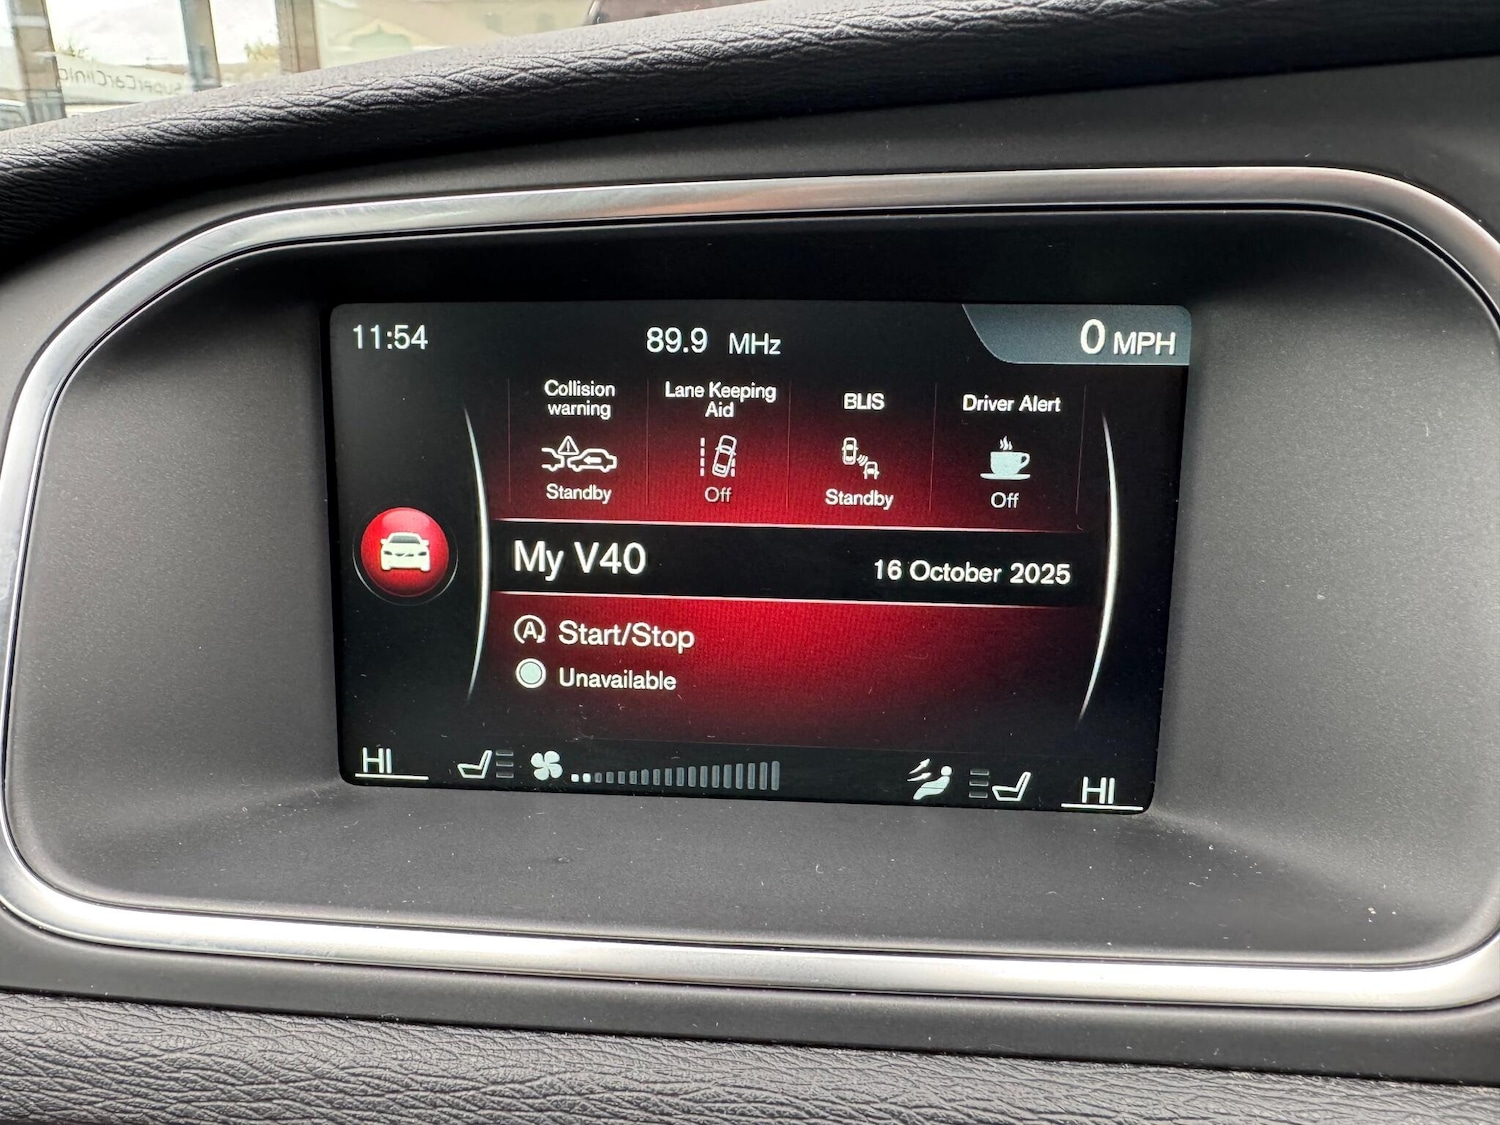 SuperCarClinic
11:54
89.9 MHz
0 MPH
Collision
warning
Standby
Lane Keeping
Aid
Off
BLIS
Standby
Driver Alert
Off
My V40
16 October 2025
A Start/Stop
Unavailable
HI
HI